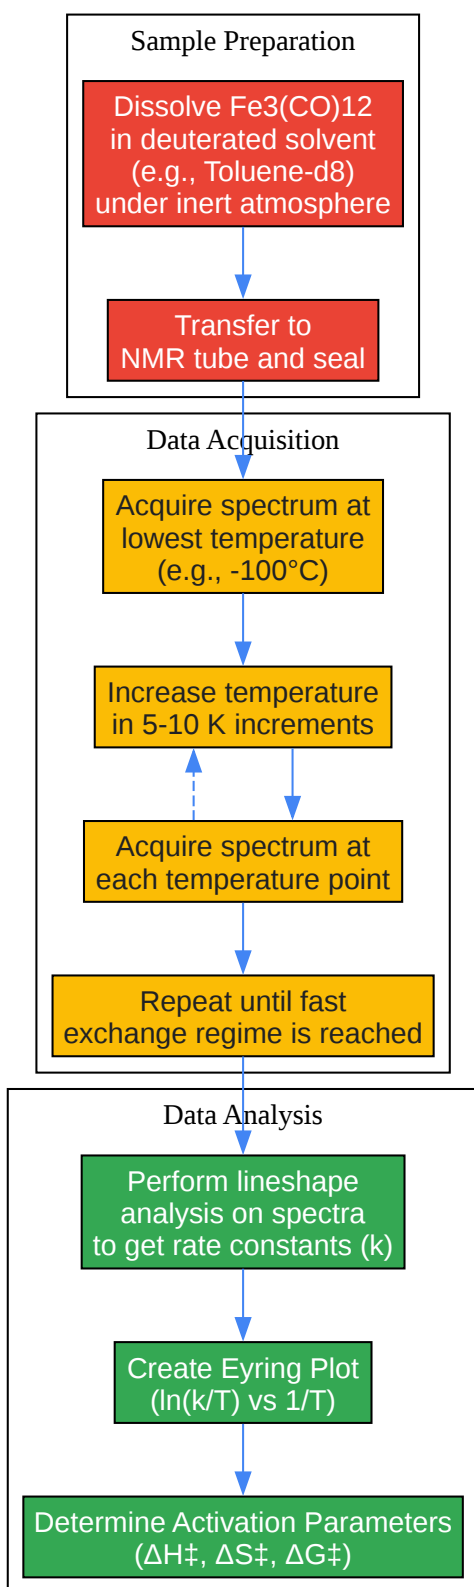 Sample Preparation
Dissolve Fe3(CO)12
in deuterated solvent
(e.g., Toluene-d8)
under inert atmosphere
Transfer to
NMR tube and seal
Data Acquisition
Acquire spectrum at
lowest temperature
(e.g., -100°C)
Increase temperature
in 5-10 K increments
Acquire spectrum at
each temperature point
Repeat until fast
exchange regime is reached
Data Analysis
Perform lineshape
analysis on spectra
to get rate constants (k)
Create Eyring Plot
(ln(k/T) vs 1/T)
Determine Activation Parameters
(ΔH‡, ΔS‡, ΔG‡)